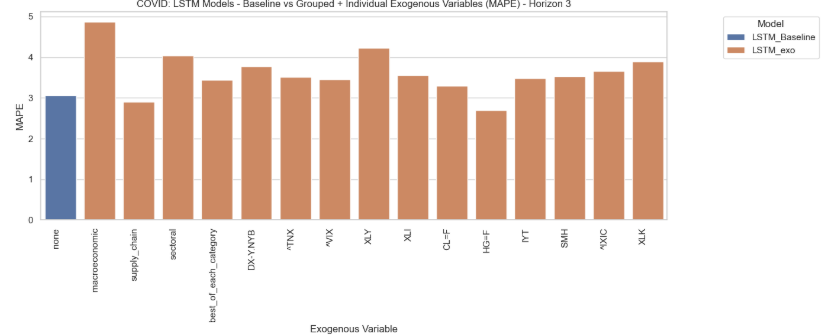 COVID: LSTM Models - Baseline vs Grouped + Individual Exogenous Variables (MAPE) - Horizon 3
Model
LSTM_Baseline
LSTM_exo
MAPE
5
4
3
2
1
0
none
macroeconomic
supply_chain
sectoral
best_of_each_category
DX-Y.NYB
^TNX
^VIX
XLY
XLI
CL=F
HG=F
IYT
SMH
^IXIC
XLK
Exogenous Variable